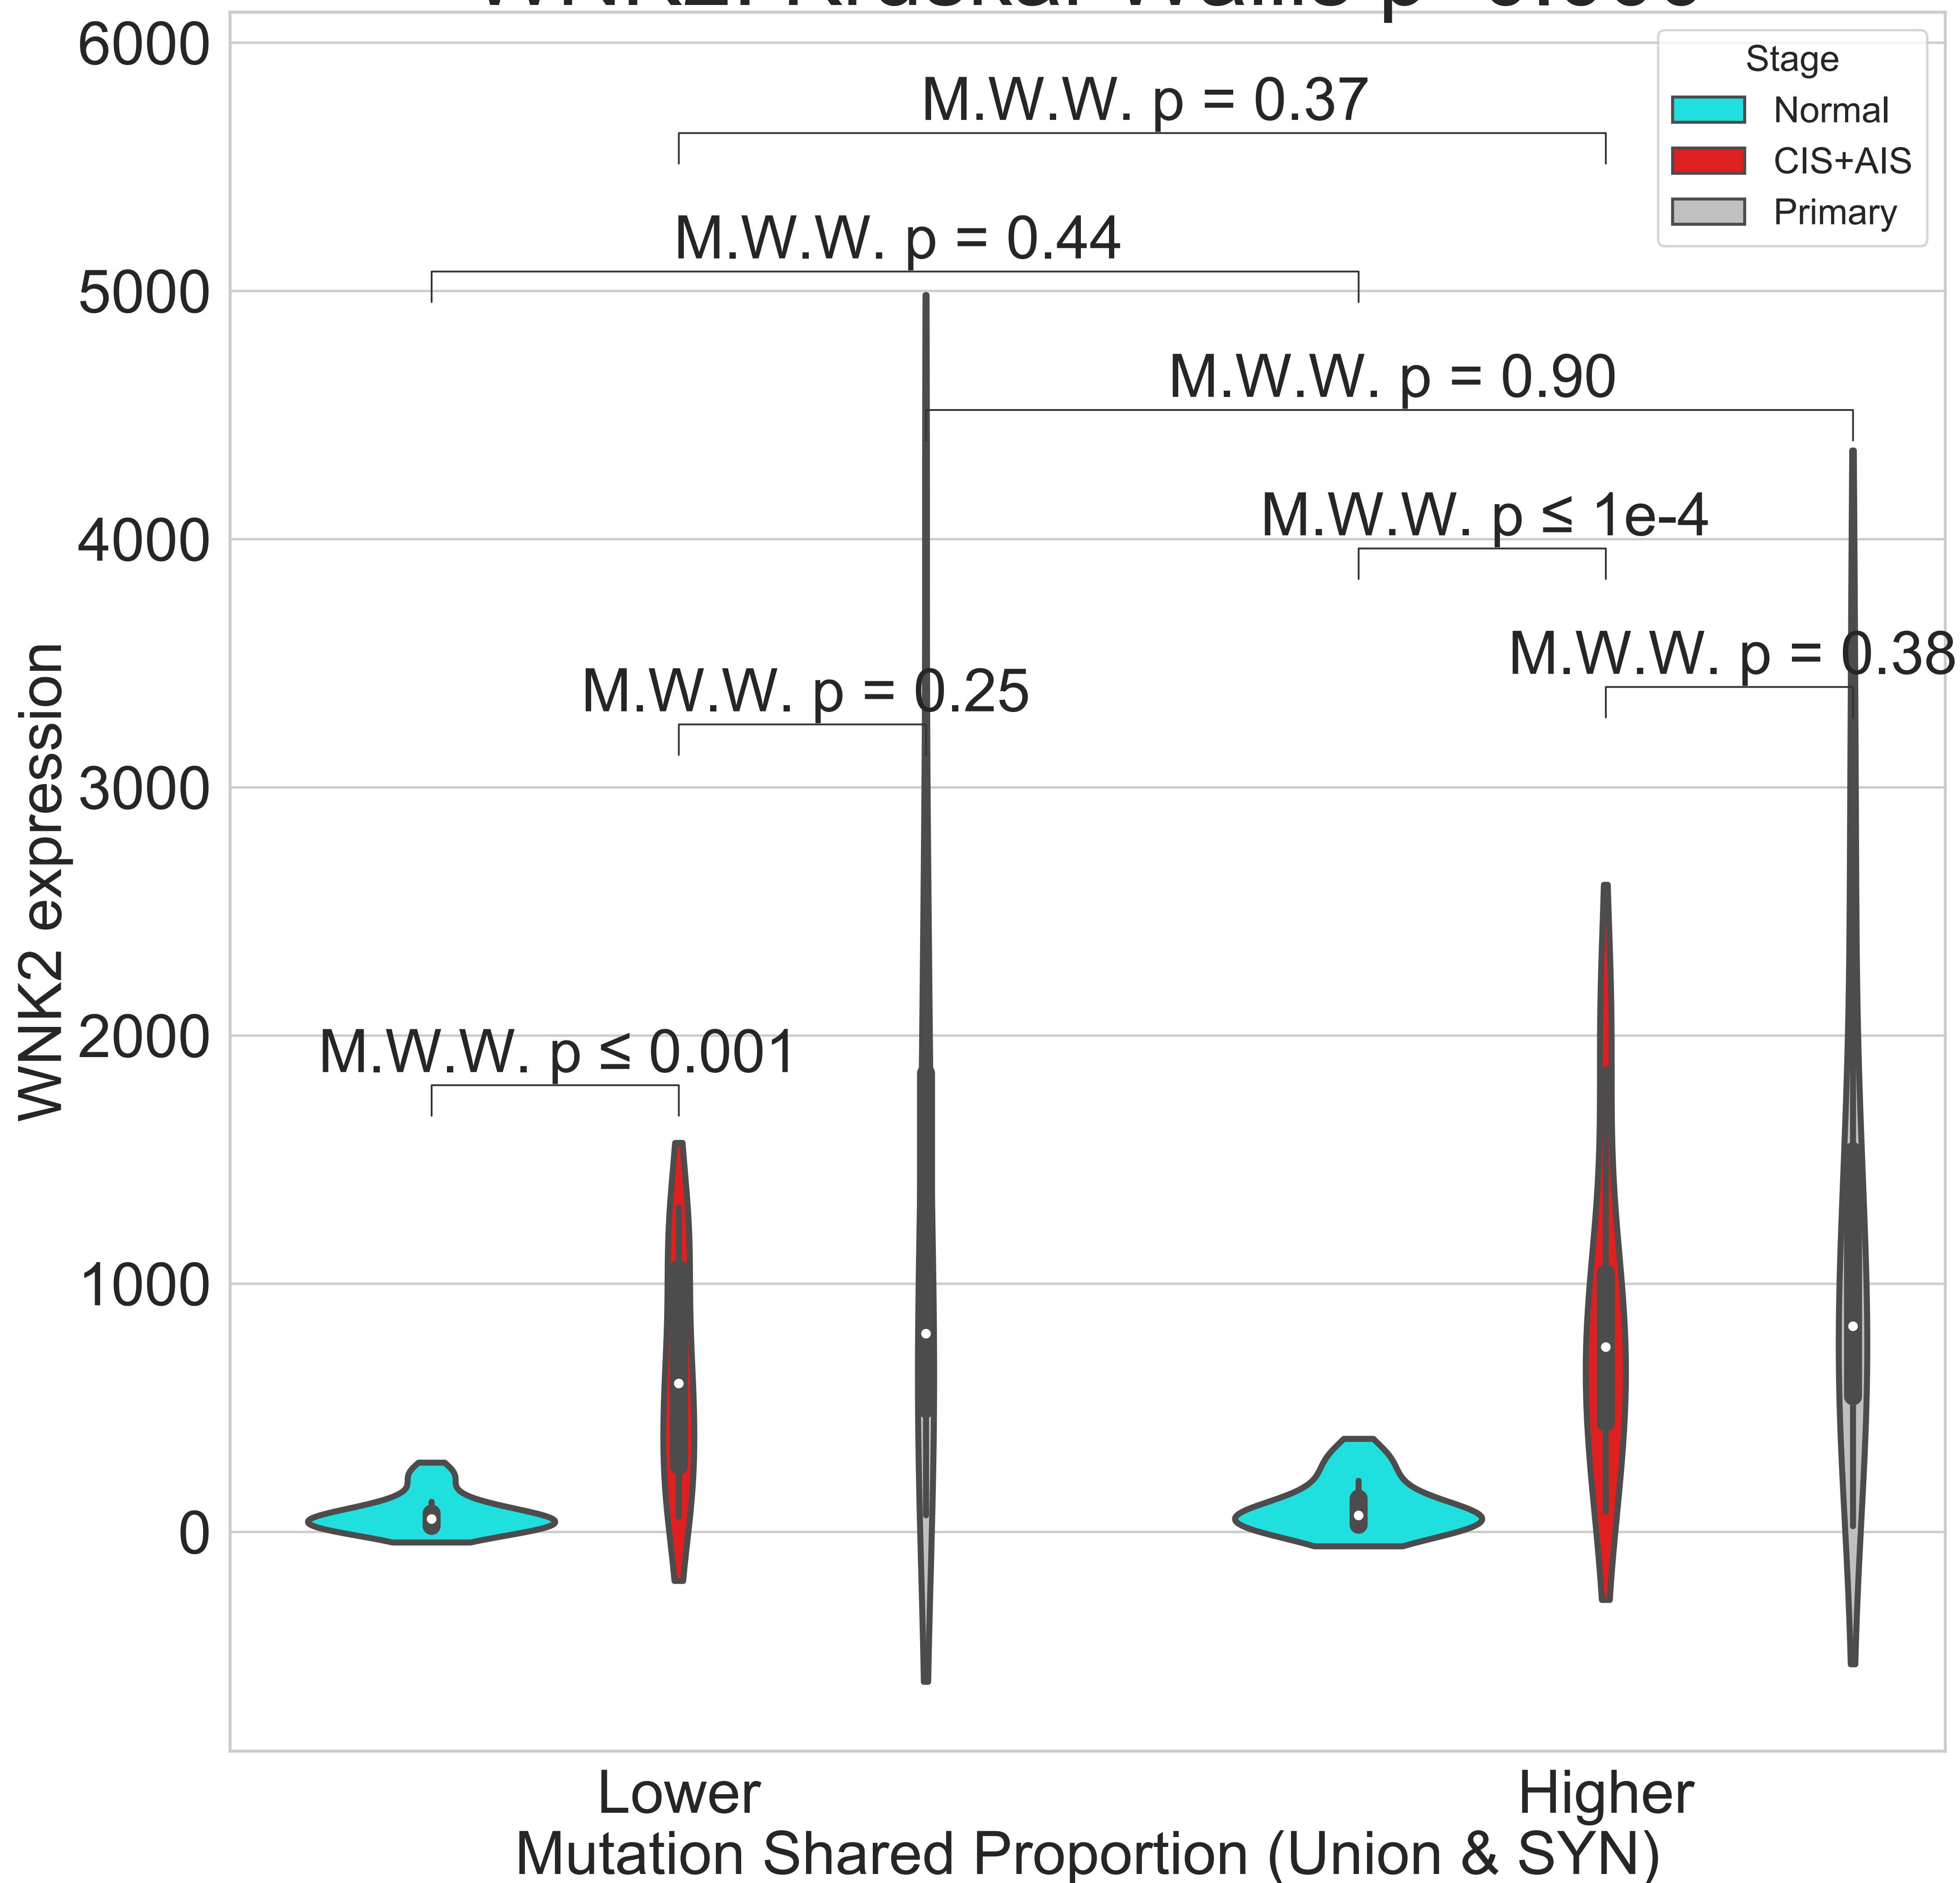 6000
5000
4000
3000
2000
1000
0
WNK2 expression
Stage
Normal
CIS+AIS
Primary
M.W.W. p = 0.37
M.W.W. p = 0.44
M.W.W. p = 0.90
M.W.W. p ≤ 1e-4
M.W.W. p = 0.38
M.W.W. p = 0.25
M.W.W. p ≤ 0.001
Lower
Higher
Mutation Shared Proportion (Union & SYN)